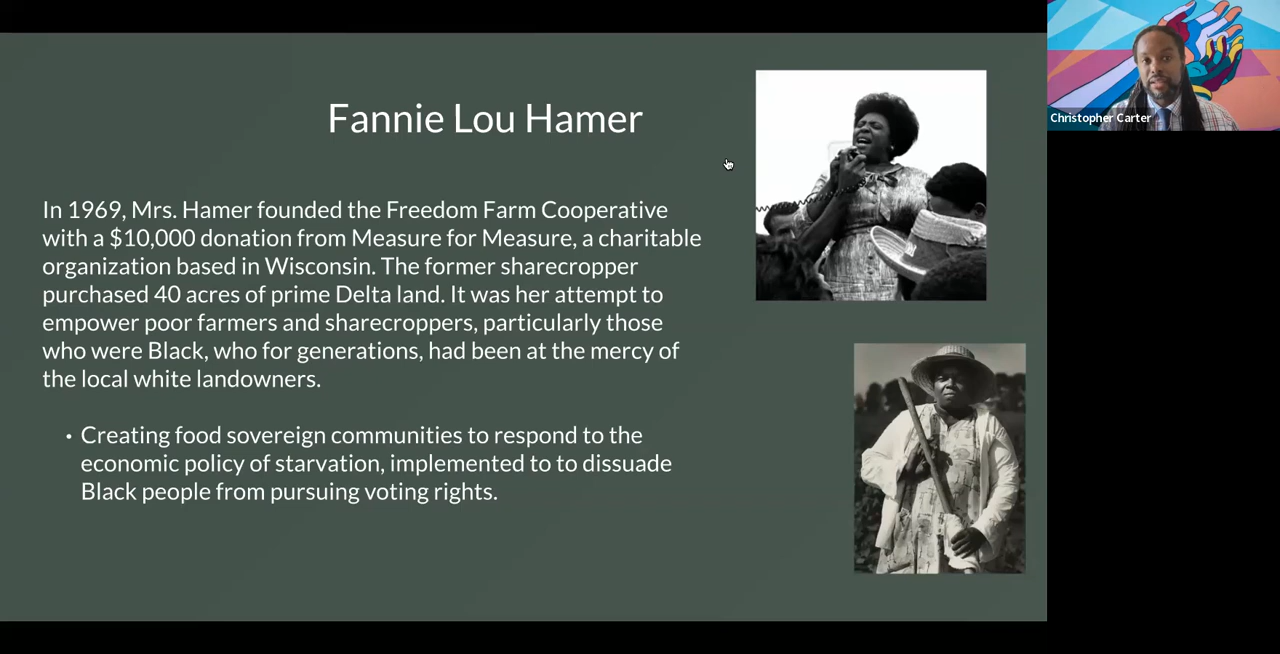 Fannie Lou Hamer
In 1969, Mrs. Hamer founded the Freedom Farm Cooperative
with a $10,000 donation from Measure for Measure, a charitable
organization based in Wisconsin. The former sharecropper
purchased 40 acres of prime Delta land. It was her attempt to
empower poor farmers and sharecroppers, particularly those
who were Black, who for generations, had been at the mercy of
the local white landowners.
• Creating food sovereign communities to respond to the
economic policy of starvation, implemented to to dissuade
Black people from pursuing voting rights.
Christopher Carter